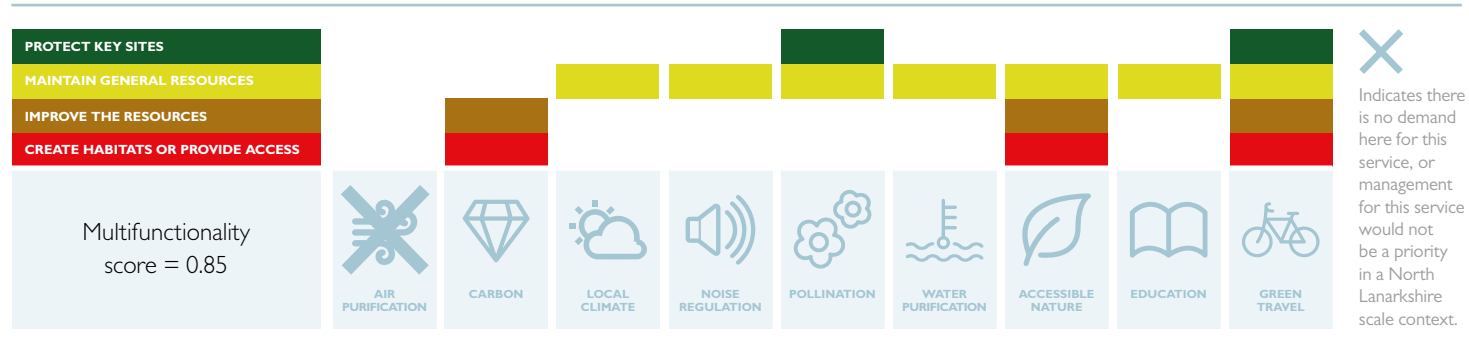 PROTECT KEY SITES
MAINTAIN GENERAL RESOURCES
IMPROVE THE RESOURCES
CREATE HABITATS OR PROVIDE ACCESS
Multifunctionality
score = 0.85
AIR
PURIFICATION
CARBON
LOCAL
CLIMATE
NOISE
REGULATION
POLLINATION
WATER
PURIFICATION
ACCESSIBLE
NATURE
EDUCATION
GREEN
TRAVEL
Indicates there
is no demand
here for this
service, or
management
for this service
would not
be a priority
in a North
Lanarkshire
scale context.